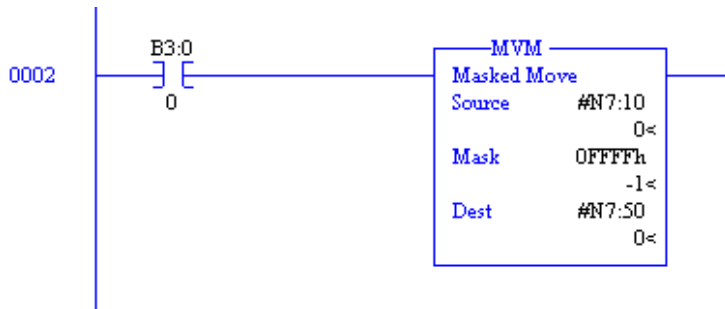 B3:0
MVM
0002
Masked Move
0
Source #N7:10
0<
Mask 0FFFFh
-1<
Dest #N7:50
0<